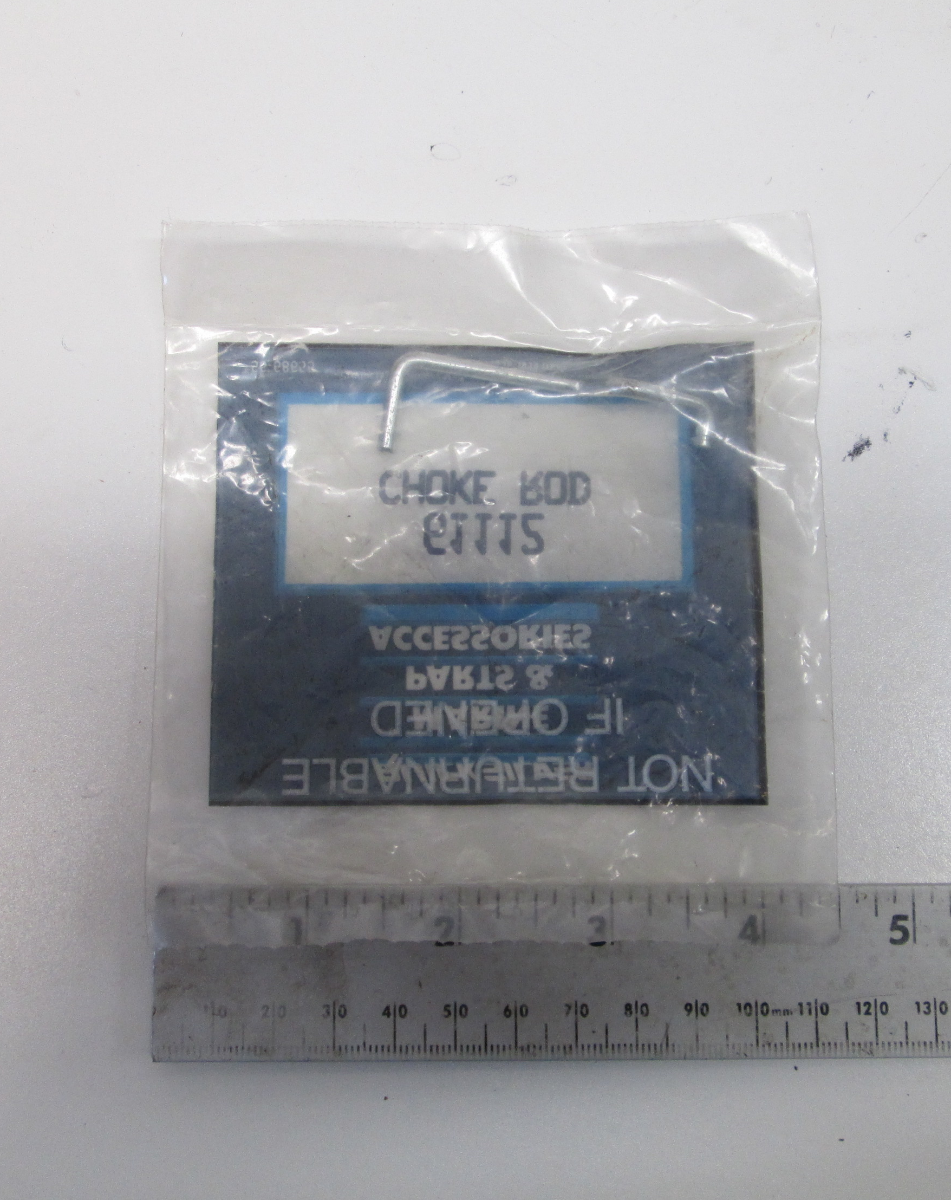 CHOKE ROD
61112
ACCESSORIES
PARTS &
MARINE
IF OPENED
NOT RETURNABLE
1 2 3 4 5
10 20 30 40 50 60 70 80 90 100mm 110 120 130